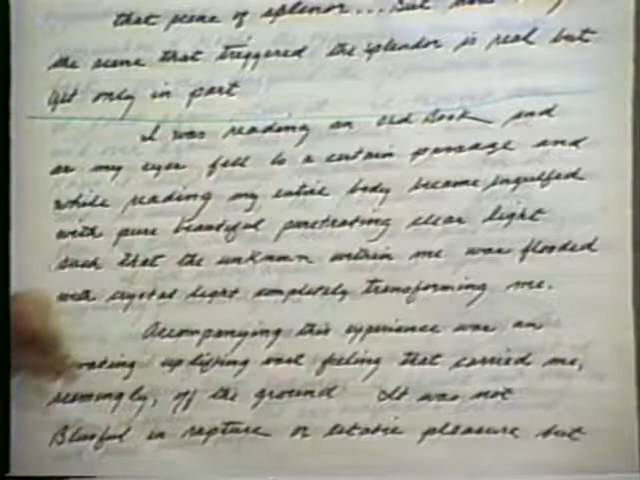 that scene of splendor... But
the scene that triggered the splendor is real but
yet only in part
I was reading an old Book and
as my eyes fell to a certain passage and
while reading my entire body became ingulfed
with pure beautiful penetrating clear light
such that the unknown within me was flooded
with crystal light completely transforming me.
Accompanying this experience was an
uplifting vast feeling that carried me,
seemingly, off the ground It was not
Blissful in rapture or ecstatic pleasure but